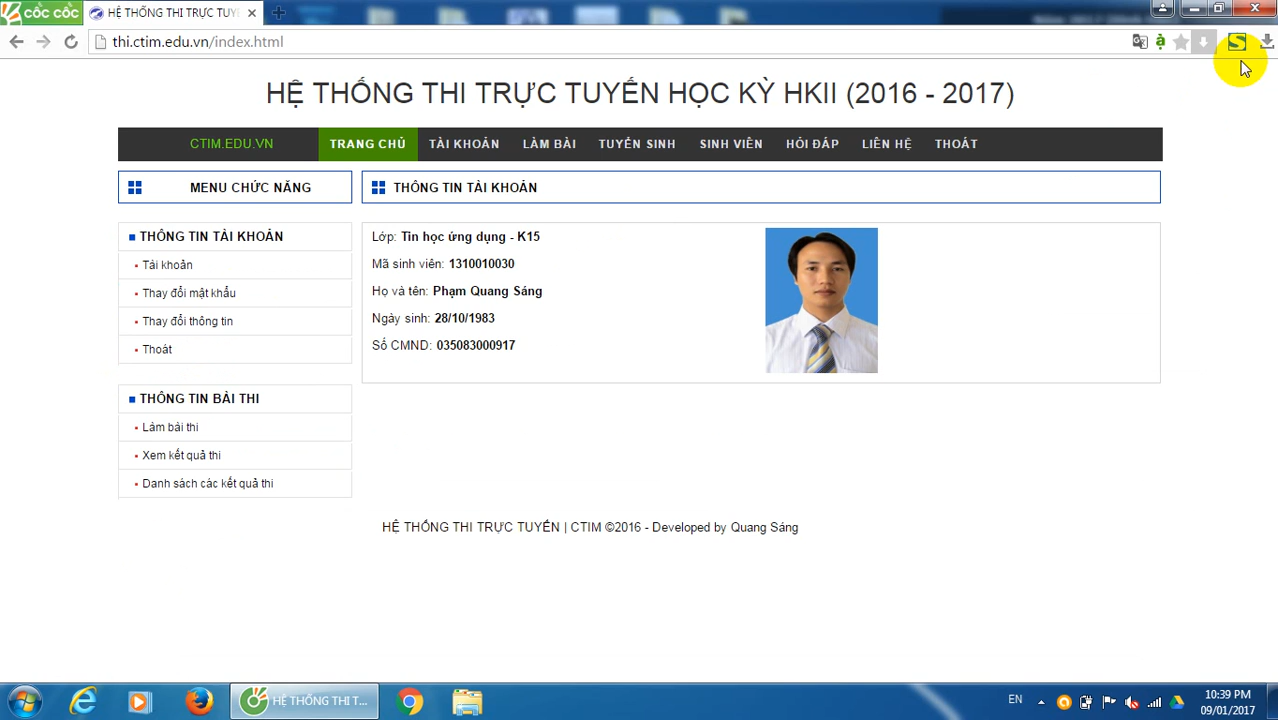 cốc cốc
HỆ THỐNG THI TRỰC TUYẾ
thi.ctim.edu.vn/index.html
HỆ THỐNG THI TRỰC TUYẾN HỌC KỲ HKII (2016 - 2017)
CTIM.EDU.VN TRANG CHỦ TÀI KHOẢN LÀM BÀI TUYỂN SINH SINH VIÊN HỎI ĐÁP LIÊN HỆ THOÁT
MENU CHỨC NĂNG
THÔNG TIN TÀI KHOẢN
THÔNG TIN TÀI KHOẢN
Tài khoản
Thay đổi mật khẩu
Thay đổi thông tin
Thoát
THÔNG TIN BÀI THI
Làm bài thi
Xem kết quả thi
Danh sách các kết quả thi
Lớp: Tin học ứng dụng - K15
Mã sinh viên: 1310010030
Họ và tên: Phạm Quang Sáng
Ngày sinh: 28/10/1983
Số CMND: 035083000917
HỆ THỐNG THI TRỰC TUYẾN | CTIM ©2016 - Developed by Quang Sáng
HỆ THỐNG THI T...
EN
10:39 PM
09/01/2017